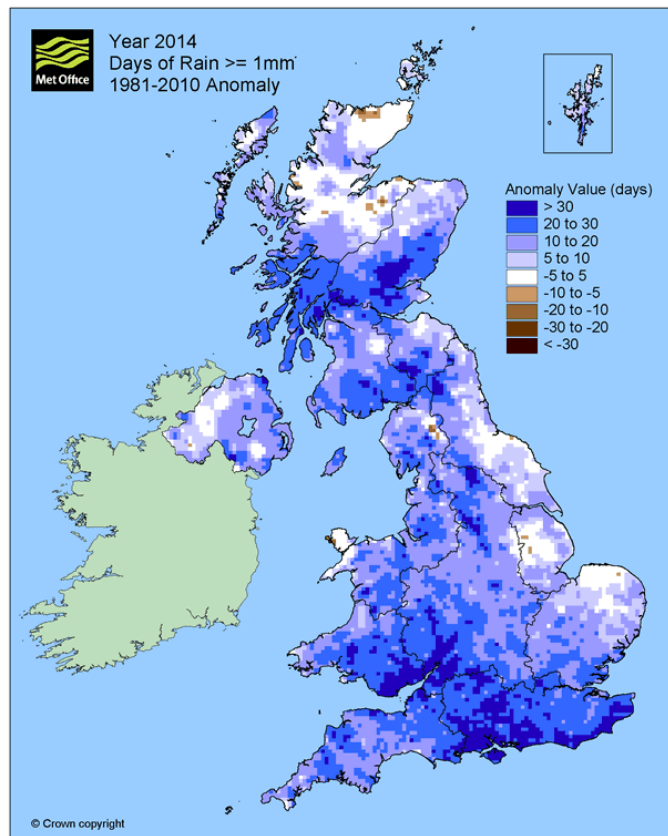 Met Office
Year 2014
Days of Rain >= 1mm
1981-2010 Anomaly
Anomaly Value (days)
> 30
20 to 30
10 to 20
5 to 10
-5 to 5
-10 to -5
-20 to -10
-30 to -20
< -30
© Crown copyright